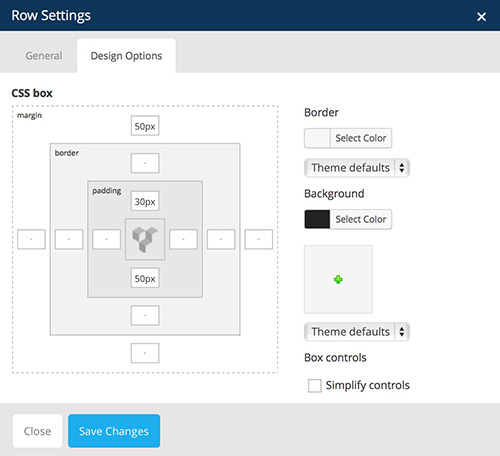 Row Settings
General
Design Options
CSS box
margin
50px
border
-
padding
30px
- - - - - -
50px
-
-
Border
Select Color
Theme defaults
Background
Select Color
Theme defaults
Box controls
Simplify controls
Close
Save Changes